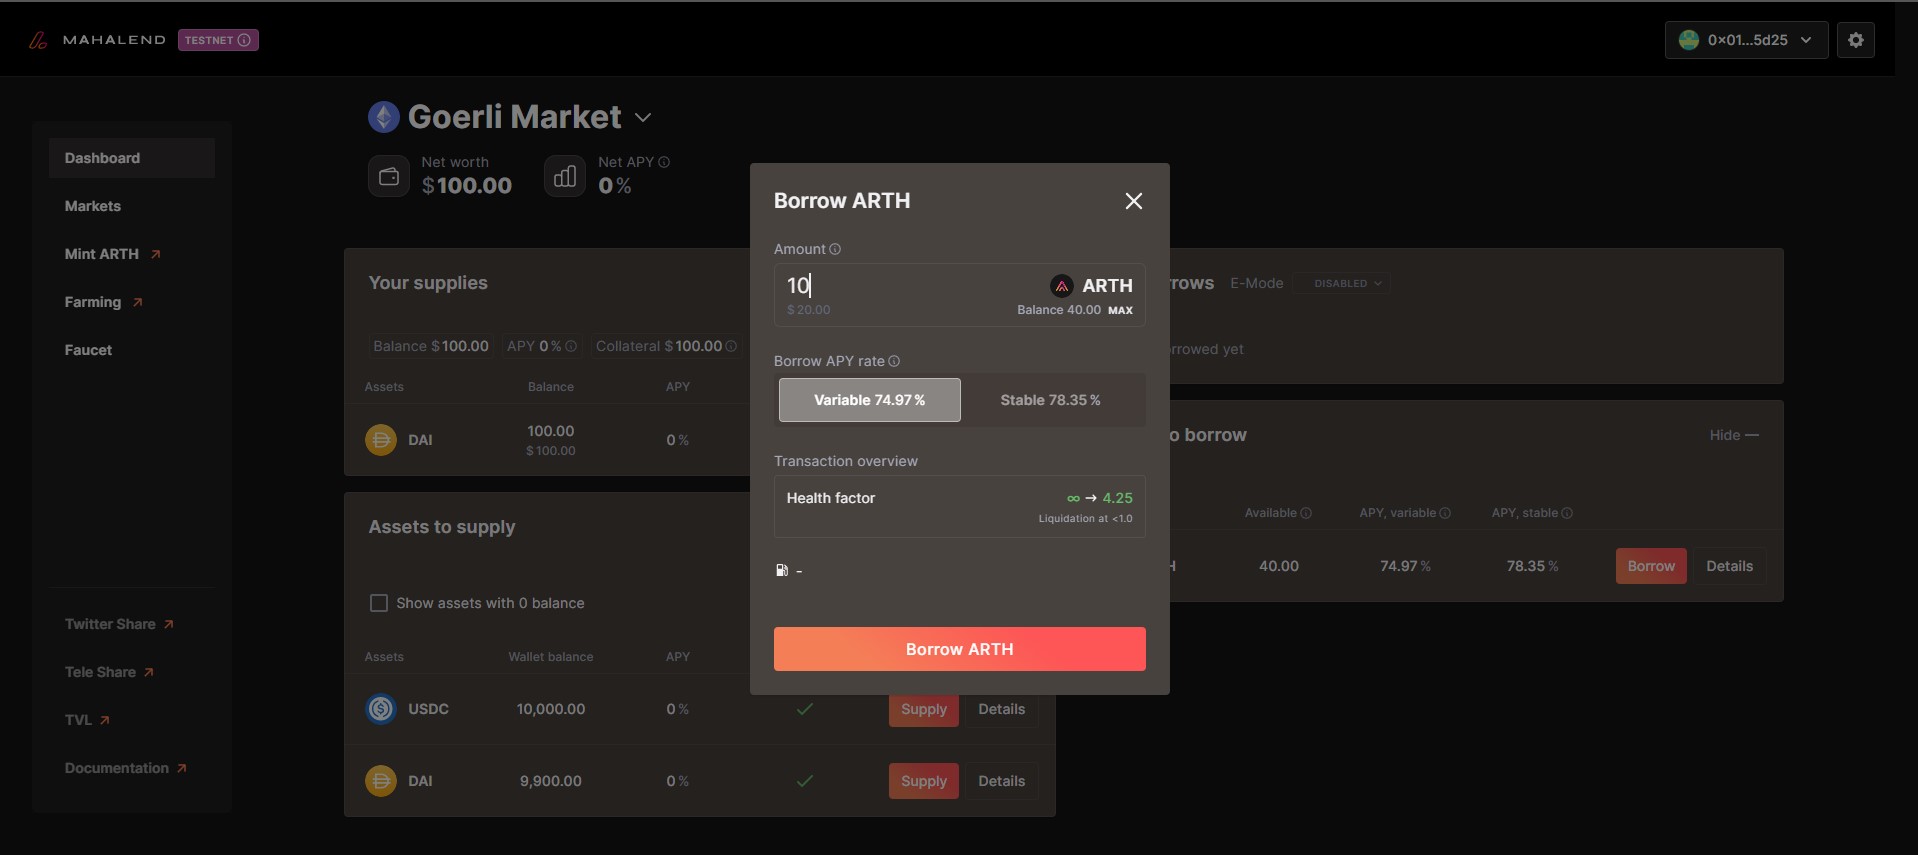 MAHALEND TESTNET
0×01...5d25
Dashboard
Markets
Mint ARTH
Farming
Faucet
Twitter Share
Tele Share
TVL
Documentation
Goerli Market
Net worth
$100.00
Net APY
0%
Your supplies
Balance $100.00 APY 0% Collateral $100.00
Assets Balance APY
DAI 100.00 0%
$100.00
Assets to supply
Show assets with 0 balance
Assets Wallet balance APY
USDC 10,000.00 0% Supply Details
DAI 9,900.00 0% Supply Details
Borrow ARTH
Amount
10 ARTH
$20.00 Balance 40.00 MAX
Borrow APY rate
Variable 74.97% Stable 78.35%
Transaction overview
Health factor ∞ → 4.25
Liquidation at <1.0
-
Borrow ARTH
rows E-Mode DISABLED
rrowed yet
o borrow Hide —
Available APY, variable APY, stable
H 40.00 74.97% 78.35% Borrow Details